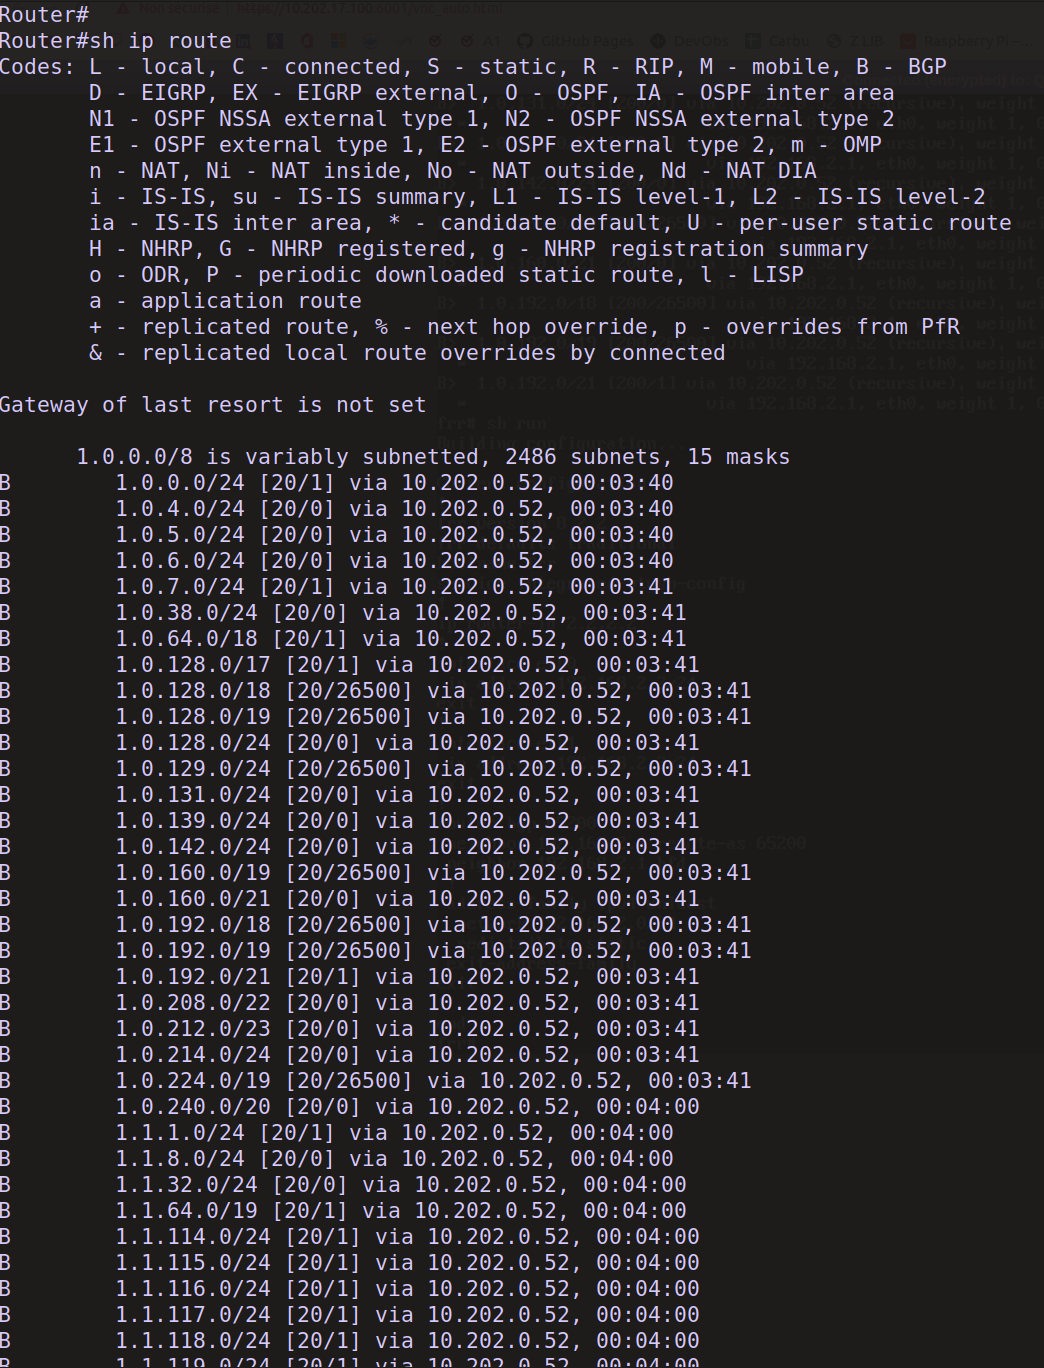 Router#
Router#sh ip route
Codes: L - local, C - connected, S - static, R - RIP, M - mobile, B - BGP
D - EIGRP, EX - EIGRP external, O - OSPF, IA - OSPF inter area
N1 - OSPF NSSA external type 1, N2 - OSPF NSSA external type 2
E1 - OSPF external type 1, E2 - OSPF external type 2, m - OMP
n - NAT, Ni - NAT inside, No - NAT outside, Nd - NAT DIA
i - IS-IS, su - IS-IS summary, L1 - IS-IS level-1, L2 - IS-IS level-2
ia - IS-IS inter area, * - candidate default, U - per-user static route
H - NHRP, G - NHRP registered, g - NHRP registration summary
o - ODR, P - periodic downloaded static route, l - LISP
a - application route
+ - replicated route, % - next hop override, p - overrides from PfR
& - replicated local route overrides by connected
Gateway of last resort is not set
1.0.0.0/8 is variably subnetted, 2486 subnets, 15 masks
B 1.0.0.0/24 [20/1] via 10.202.0.52, 00:03:40
B 1.0.4.0/24 [20/0] via 10.202.0.52, 00:03:40
B 1.0.5.0/24 [20/0] via 10.202.0.52, 00:03:40
B 1.0.6.0/24 [20/0] via 10.202.0.52, 00:03:40
B 1.0.7.0/24 [20/1] via 10.202.0.52, 00:03:41
B 1.0.38.0/24 [20/0] via 10.202.0.52, 00:03:41
B 1.0.64.0/18 [20/1] via 10.202.0.52, 00:03:41
B 1.0.128.0/17 [20/1] via 10.202.0.52, 00:03:41
B 1.0.128.0/18 [20/26500] via 10.202.0.52, 00:03:41
B 1.0.128.0/19 [20/26500] via 10.202.0.52, 00:03:41
B 1.0.128.0/24 [20/0] via 10.202.0.52, 00:03:41
B 1.0.129.0/24 [20/26500] via 10.202.0.52, 00:03:41
B 1.0.131.0/24 [20/0] via 10.202.0.52, 00:03:41
B 1.0.139.0/24 [20/0] via 10.202.0.52, 00:03:41
B 1.0.142.0/24 [20/0] via 10.202.0.52, 00:03:41
B 1.0.160.0/19 [20/26500] via 10.202.0.52, 00:03:41
B 1.0.160.0/21 [20/0] via 10.202.0.52, 00:03:41
B 1.0.192.0/18 [20/26500] via 10.202.0.52, 00:03:41
B 1.0.192.0/19 [20/26500] via 10.202.0.52, 00:03:41
B 1.0.192.0/21 [20/1] via 10.202.0.52, 00:03:41
B 1.0.208.0/22 [20/0] via 10.202.0.52, 00:03:41
B 1.0.212.0/23 [20/0] via 10.202.0.52, 00:03:41
B 1.0.214.0/24 [20/0] via 10.202.0.52, 00:03:41
B 1.0.224.0/19 [20/26500] via 10.202.0.52, 00:03:41
B 1.0.240.0/20 [20/0] via 10.202.0.52, 00:04:00
B 1.1.1.0/24 [20/1] via 10.202.0.52, 00:04:00
B 1.1.8.0/24 [20/0] via 10.202.0.52, 00:04:00
B 1.1.32.0/24 [20/0] via 10.202.0.52, 00:04:00
B 1.1.64.0/19 [20/1] via 10.202.0.52, 00:04:00
B 1.1.114.0/24 [20/1] via 10.202.0.52, 00:04:00
B 1.1.115.0/24 [20/1] via 10.202.0.52, 00:04:00
B 1.1.116.0/24 [20/1] via 10.202.0.52, 00:04:00
B 1.1.117.0/24 [20/1] via 10.202.0.52, 00:04:00
B 1.1.118.0/24 [20/1] via 10.202.0.52, 00:04:00
B 1.1.119.0/24 [20/1] via 10.202.0.52, 00:04:00